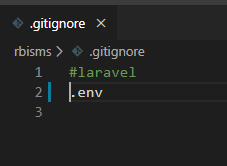 .gitignore
rbisms > .gitignore
1 #laravel
2 .env
3